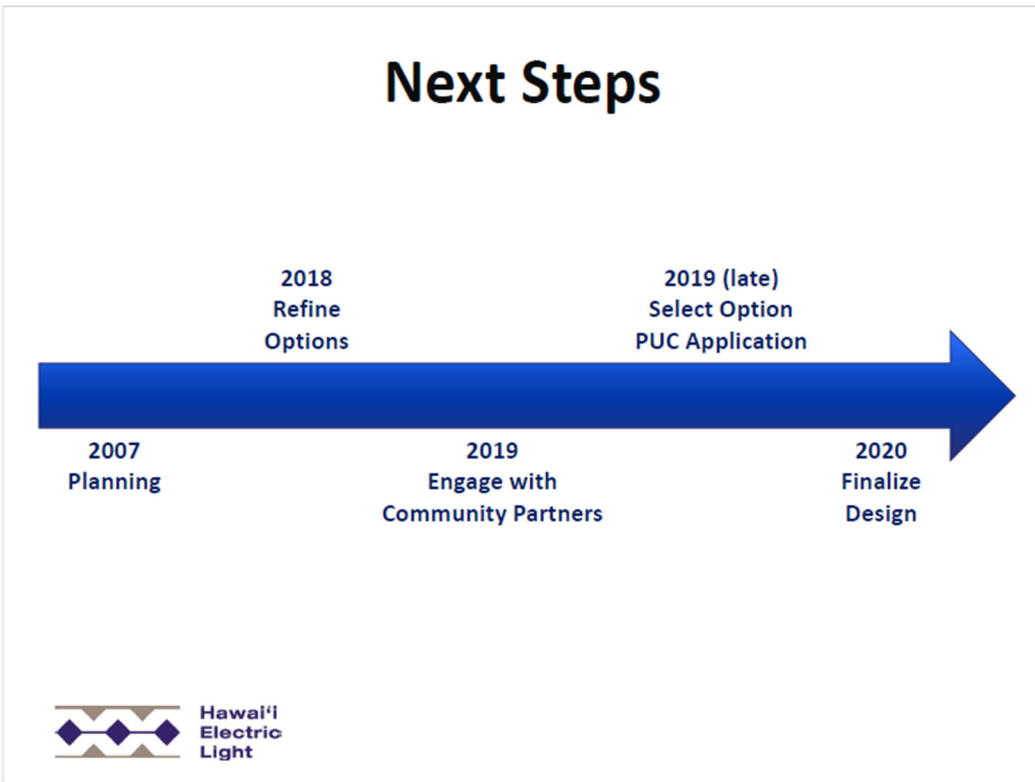 Next Steps
2018
Refine
Options
2019 (late)
Select Option
PUC Application
2007
Planning
2019
Engage with
Community Partners
2020
Finalize
Design
Hawai‘i
Electric
Light